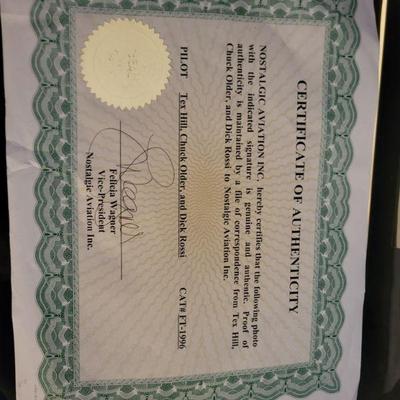 CERTIFICATE OF AUTHENTICITY
NOSTALGIC AVIATION INC. hereby certifies that the following photo
with the indicated signature is genuine and authentic. Proof of
authenticity is maintained by a file of correspondence from Tex Hill,
Chuck Older, and Dick Rossi to Nostalgic Aviation Inc.
PILOT Tex Hill, Chuck Older, and Dick Rossi CAT# FT-1996
Felicia Wagner
Vice-President
Nostalgic Aviation Inc.